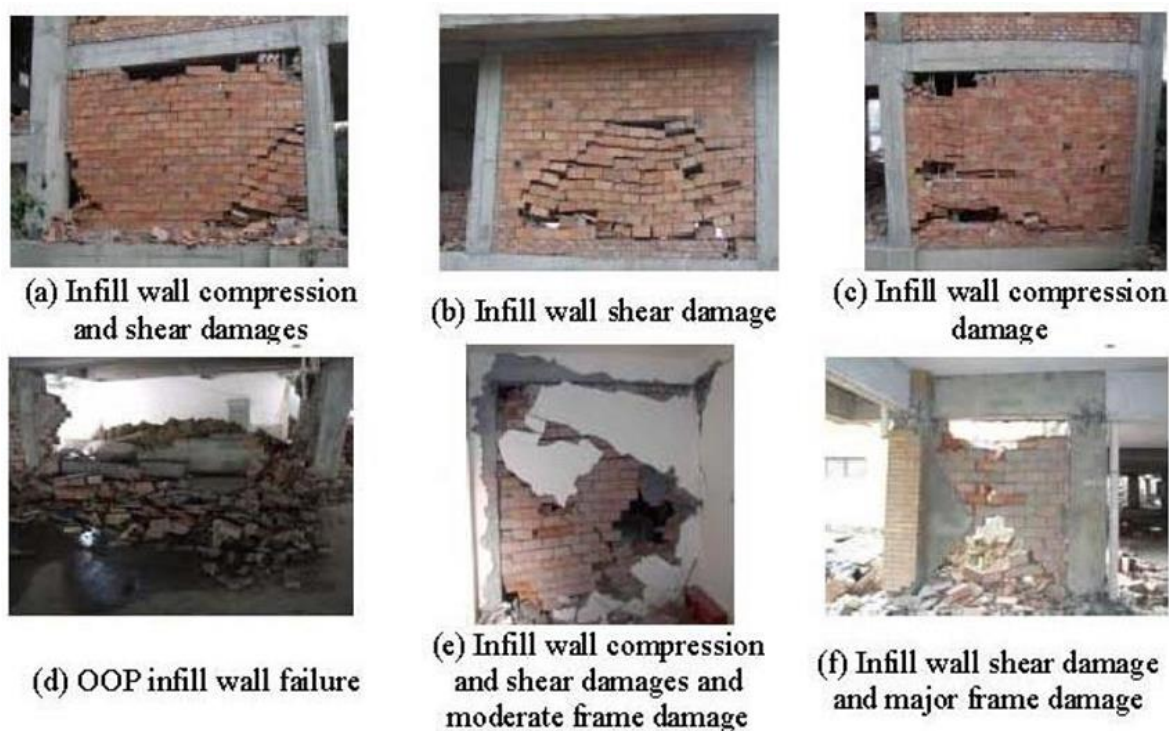 (a) Infill wall compression
and shear damages
(b) Infill wall shear damage
(c) Infill wall compression
damage
(d) OOP infill wall failure
(e) Infill wall compression
and shear damages and
moderate frame damage
(f) Infill wall shear damage
and major frame damage